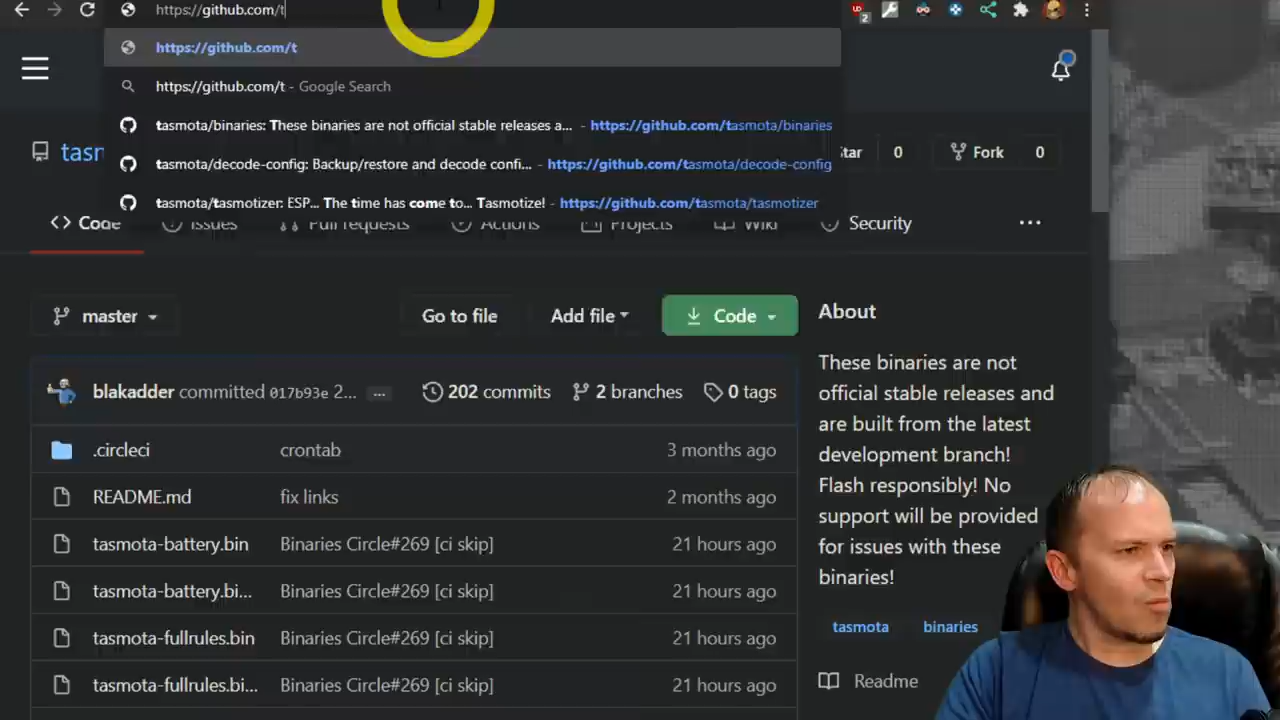 https://github.com/t
2
https://github.com/t
https://github.com/t - Google Search
tasmota/binaries: These binaries are not official stable releases a... - https://github.com/tasmota/binaries
tasmota/decode-config: Backup/restore and decode confi... - https://github.com/tasmota/decode-config
tasmota/tasmotizer: ESP... The time has come to... Tasmotize! - https://github.com/tasmota/tasmotizer
Star 0 Fork 0
Code Issues Pull requests Actions Projects Wiki Security ...
master Go to file Add file Code
blakadder committed 017b93e 2... ... 202 commits 2 branches 0 tags
.circleci crontab 3 months ago
README.md fix links 2 months ago
tasmota-battery.bin Binaries Circle#269 [ci skip] 21 hours ago
tasmota-battery.bi... Binaries Circle#269 [ci skip] 21 hours ago
tasmota-fullrules.bin Binaries Circle#269 [ci skip] 21 hours ago
tasmota-fullrules.bi... Binaries Circle#269 [ci skip] 21 hours ago
About
These binaries are not
official stable releases and
are built from the latest
development branch!
Flash responsibly! No
support will be provided
for issues with these
binaries!
tasmota binaries
Readme